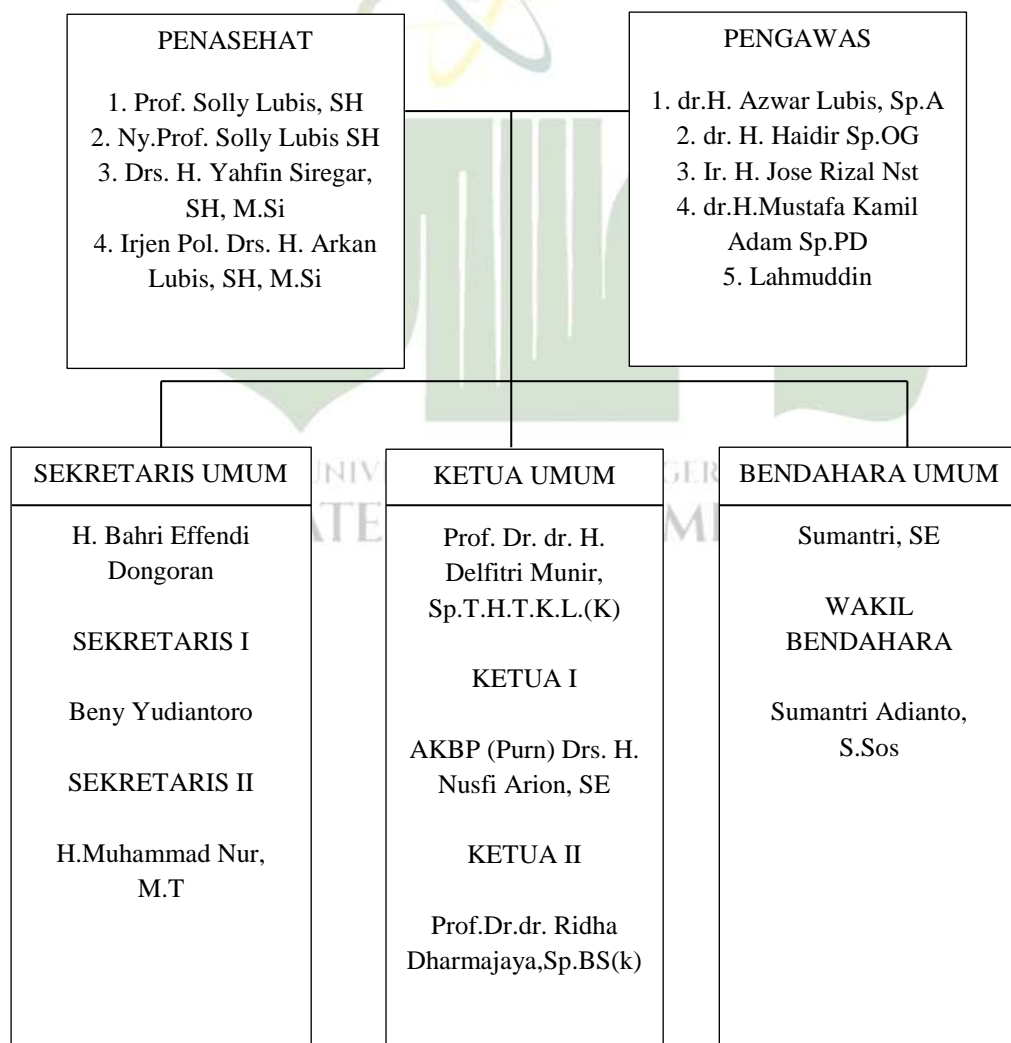 PENASEHAT
1. Prof. Solly Lubis, SH
2. Ny.Prof. Solly Lubis SH
3. Drs. H. Yahfin Siregar,
SH, M.Si
4. Irjen Pol. Drs. H. Arkan
Lubis, SH, M.Si
PENGAWAS
1. dr.H. Azwar Lubis, Sp.A
2. dr. H. Haidir Sp.OG
3. Ir. H. Jose Rizal Nst
4. dr.H.Mustafa Kamil
Adam Sp.PD
5. Lahmuddin
SEKRETARIS UMUM
H. Bahri Effendi
Dongoran
SEKRETARIS I
Beny Yudiantoro
SEKRETARIS II
H.Muhammad Nur,
M.T
KETUA UMUM
Prof. Dr. dr. H.
Delfitri Munir,
Sp.T.H.T.K.L.(K)
KETUA I
AKBP (Purn) Drs. H.
Nusfi Arion, SE
KETUA II
Prof.Dr.dr. Ridha
Dharmajaya,Sp.BS(k)
BENDAHARA UMUM
Sumantri, SE
WAKIL
BENDAHARA
Sumantri Adianto,
S.Sos